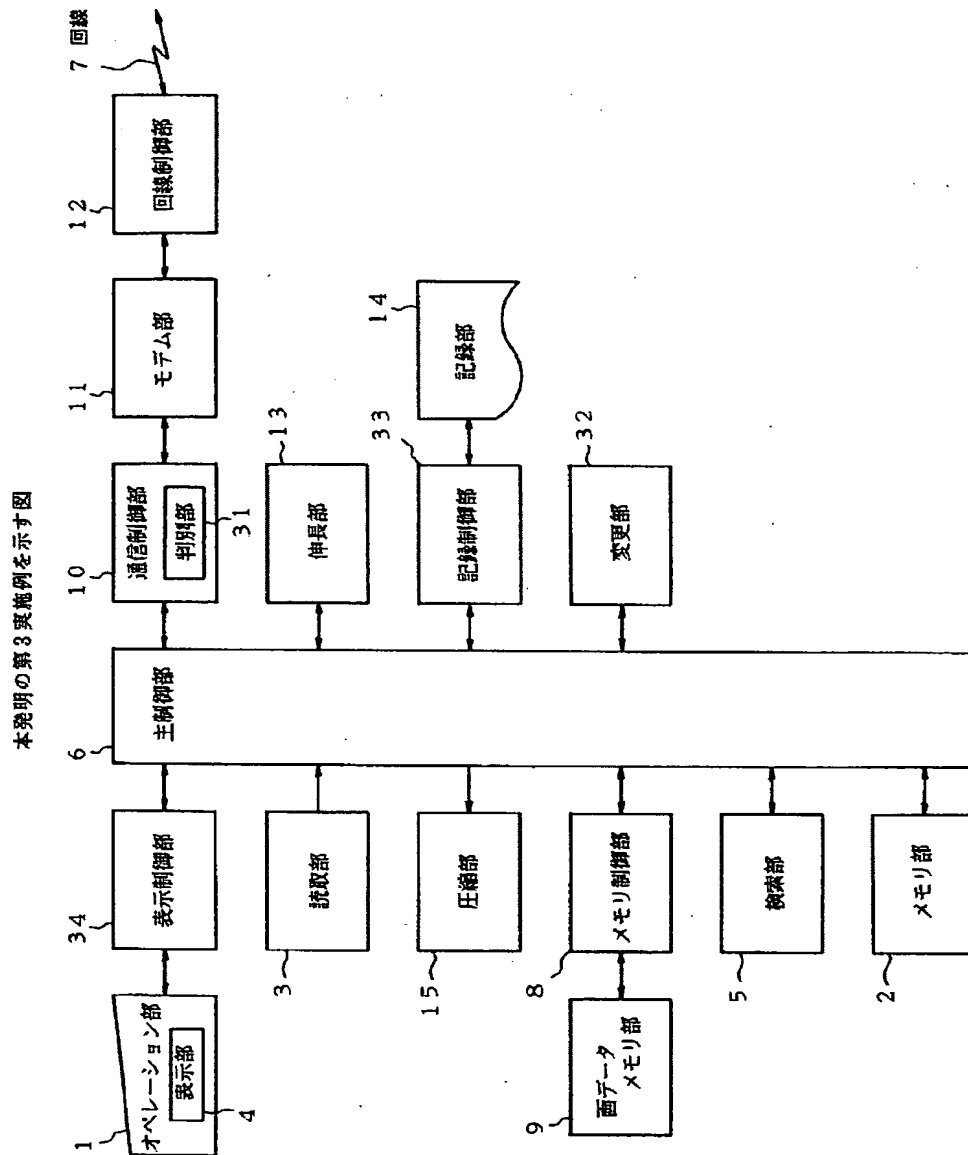 本発明の第3実施例を示す図
1
オペレーション部
表示部
4
34
表示制御部
6
主制御部
10
通信制御部
判別部
31
11
モデム部
12
回線制御部
7 回線
3
読取部
13
伸長部
15
圧縮部
33
記録制御部
14
記録部
9
画データ
メモリ部
8
メモリ制御部
32
変更部
5
検索部
2
メモリ部